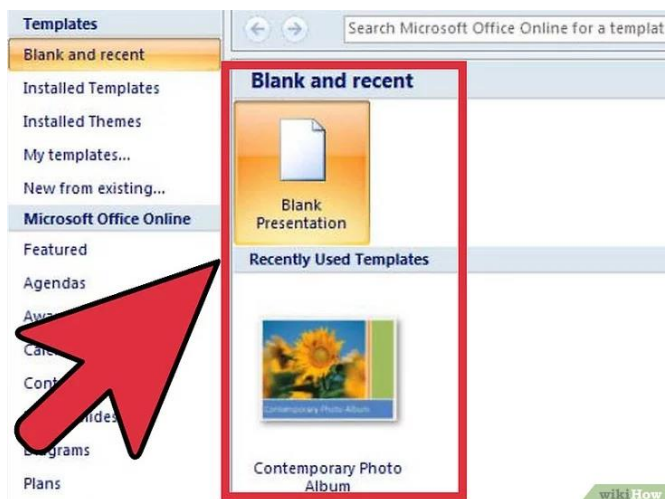 Templates
Blank and recent
Installed Templates
Installed Themes
My templates...
New from existing...
Microsoft Office Online
Featured
Agendas
Plans
Search Microsoft Office Online for a templat
Blank and recent
Blank
Presentation
Recently Used Templates
Contemporary Photo Album
Contemporary Photo
Album
wikiHow